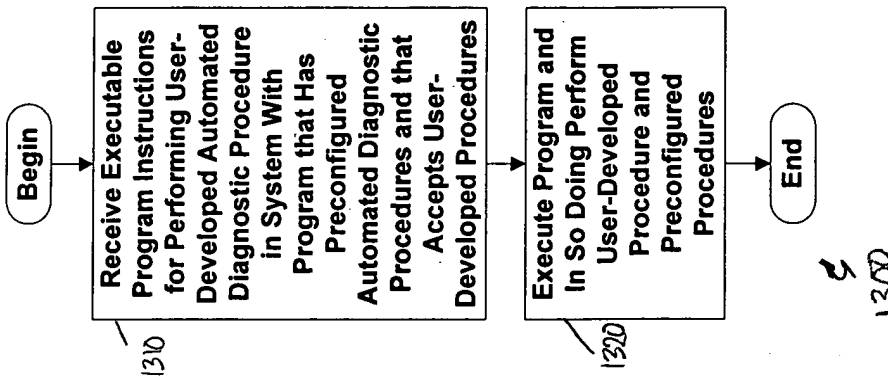 Begin
Receive Executable
Program Instructions
for Performing User-
Developed Automated
Diagnostic Procedure
in System With
Program that Has
Preconfigured
Automated Diagnostic
Procedures and that
Accepts User-
Developed Procedures
1310
Execute Program and
In So Doing Perform
User-Developed
Procedure and
Preconfigured
Procedures
1320
End
1300